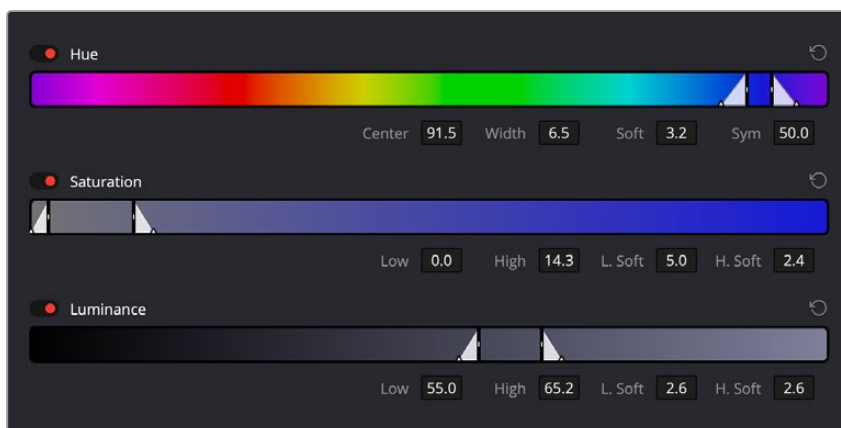 Hue
Center 91.5 Width 6.5 Soft 3.2 Sym 50.0
Saturation
Low 0.0 High 14.3 L. Soft 5.0 H. Soft 2.4
Luminance
Low 55.0 High 65.2 L. Soft 2.6 H. Soft 2.6